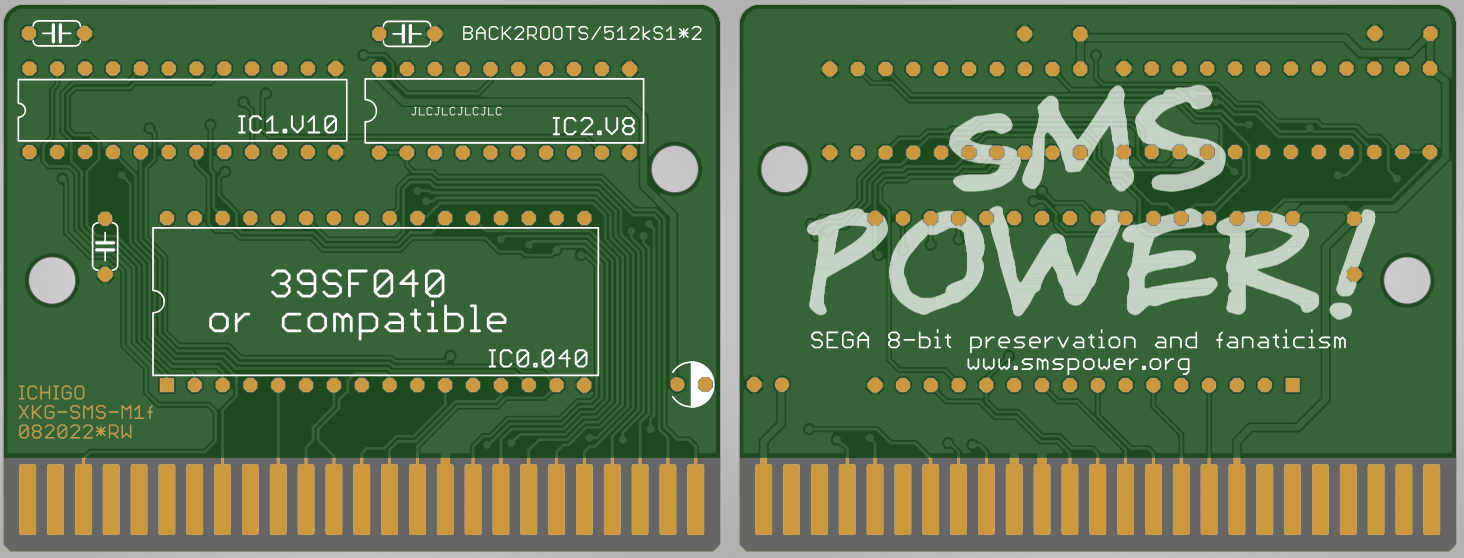 BACK2ROOTS/512kS1*2
JLCJLCJLCJLC
IC1.V10
IC2.V8
39SF040
or compatible
IC0.040
ICHIGO
XKG-SMS-M1f
082022*RW
SMS
POWER!
SEGA 8-bit preservation and fanaticism
www.smspower.org